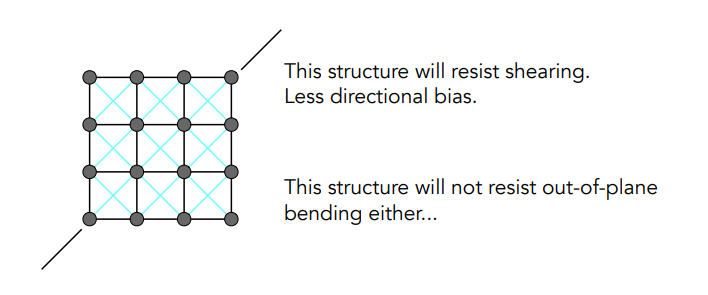 This structure will resist shearing.
Less directional bias.
This structure will not resist out-of-plane
bending either...